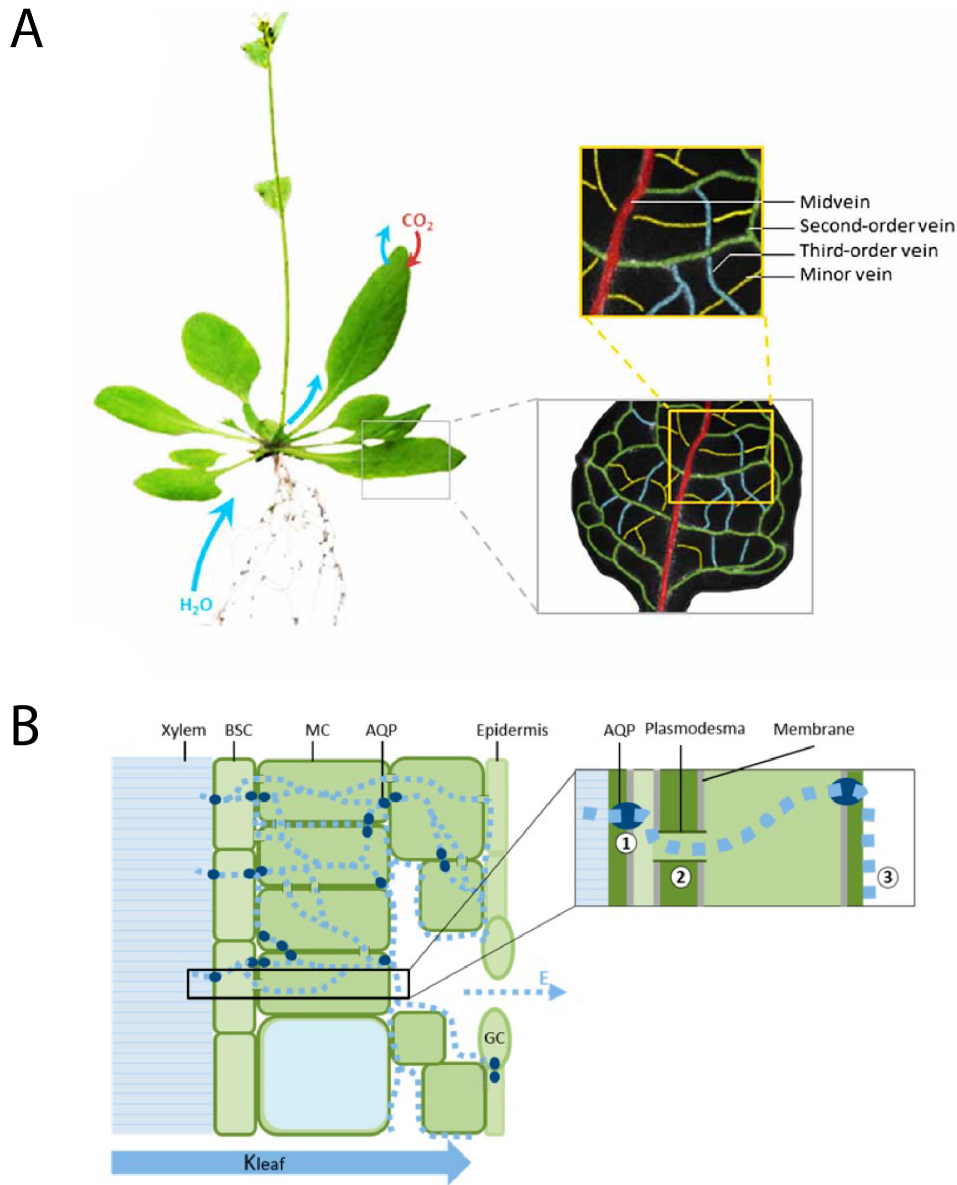 A
CO2
Midvein
Second-order vein
Third-order vein
Minor vein
H2O
B
Xylem BSC MC AQP Epidermis
AQP Plasmodesma Membrane
1
2
3
E
GC
Kleaf